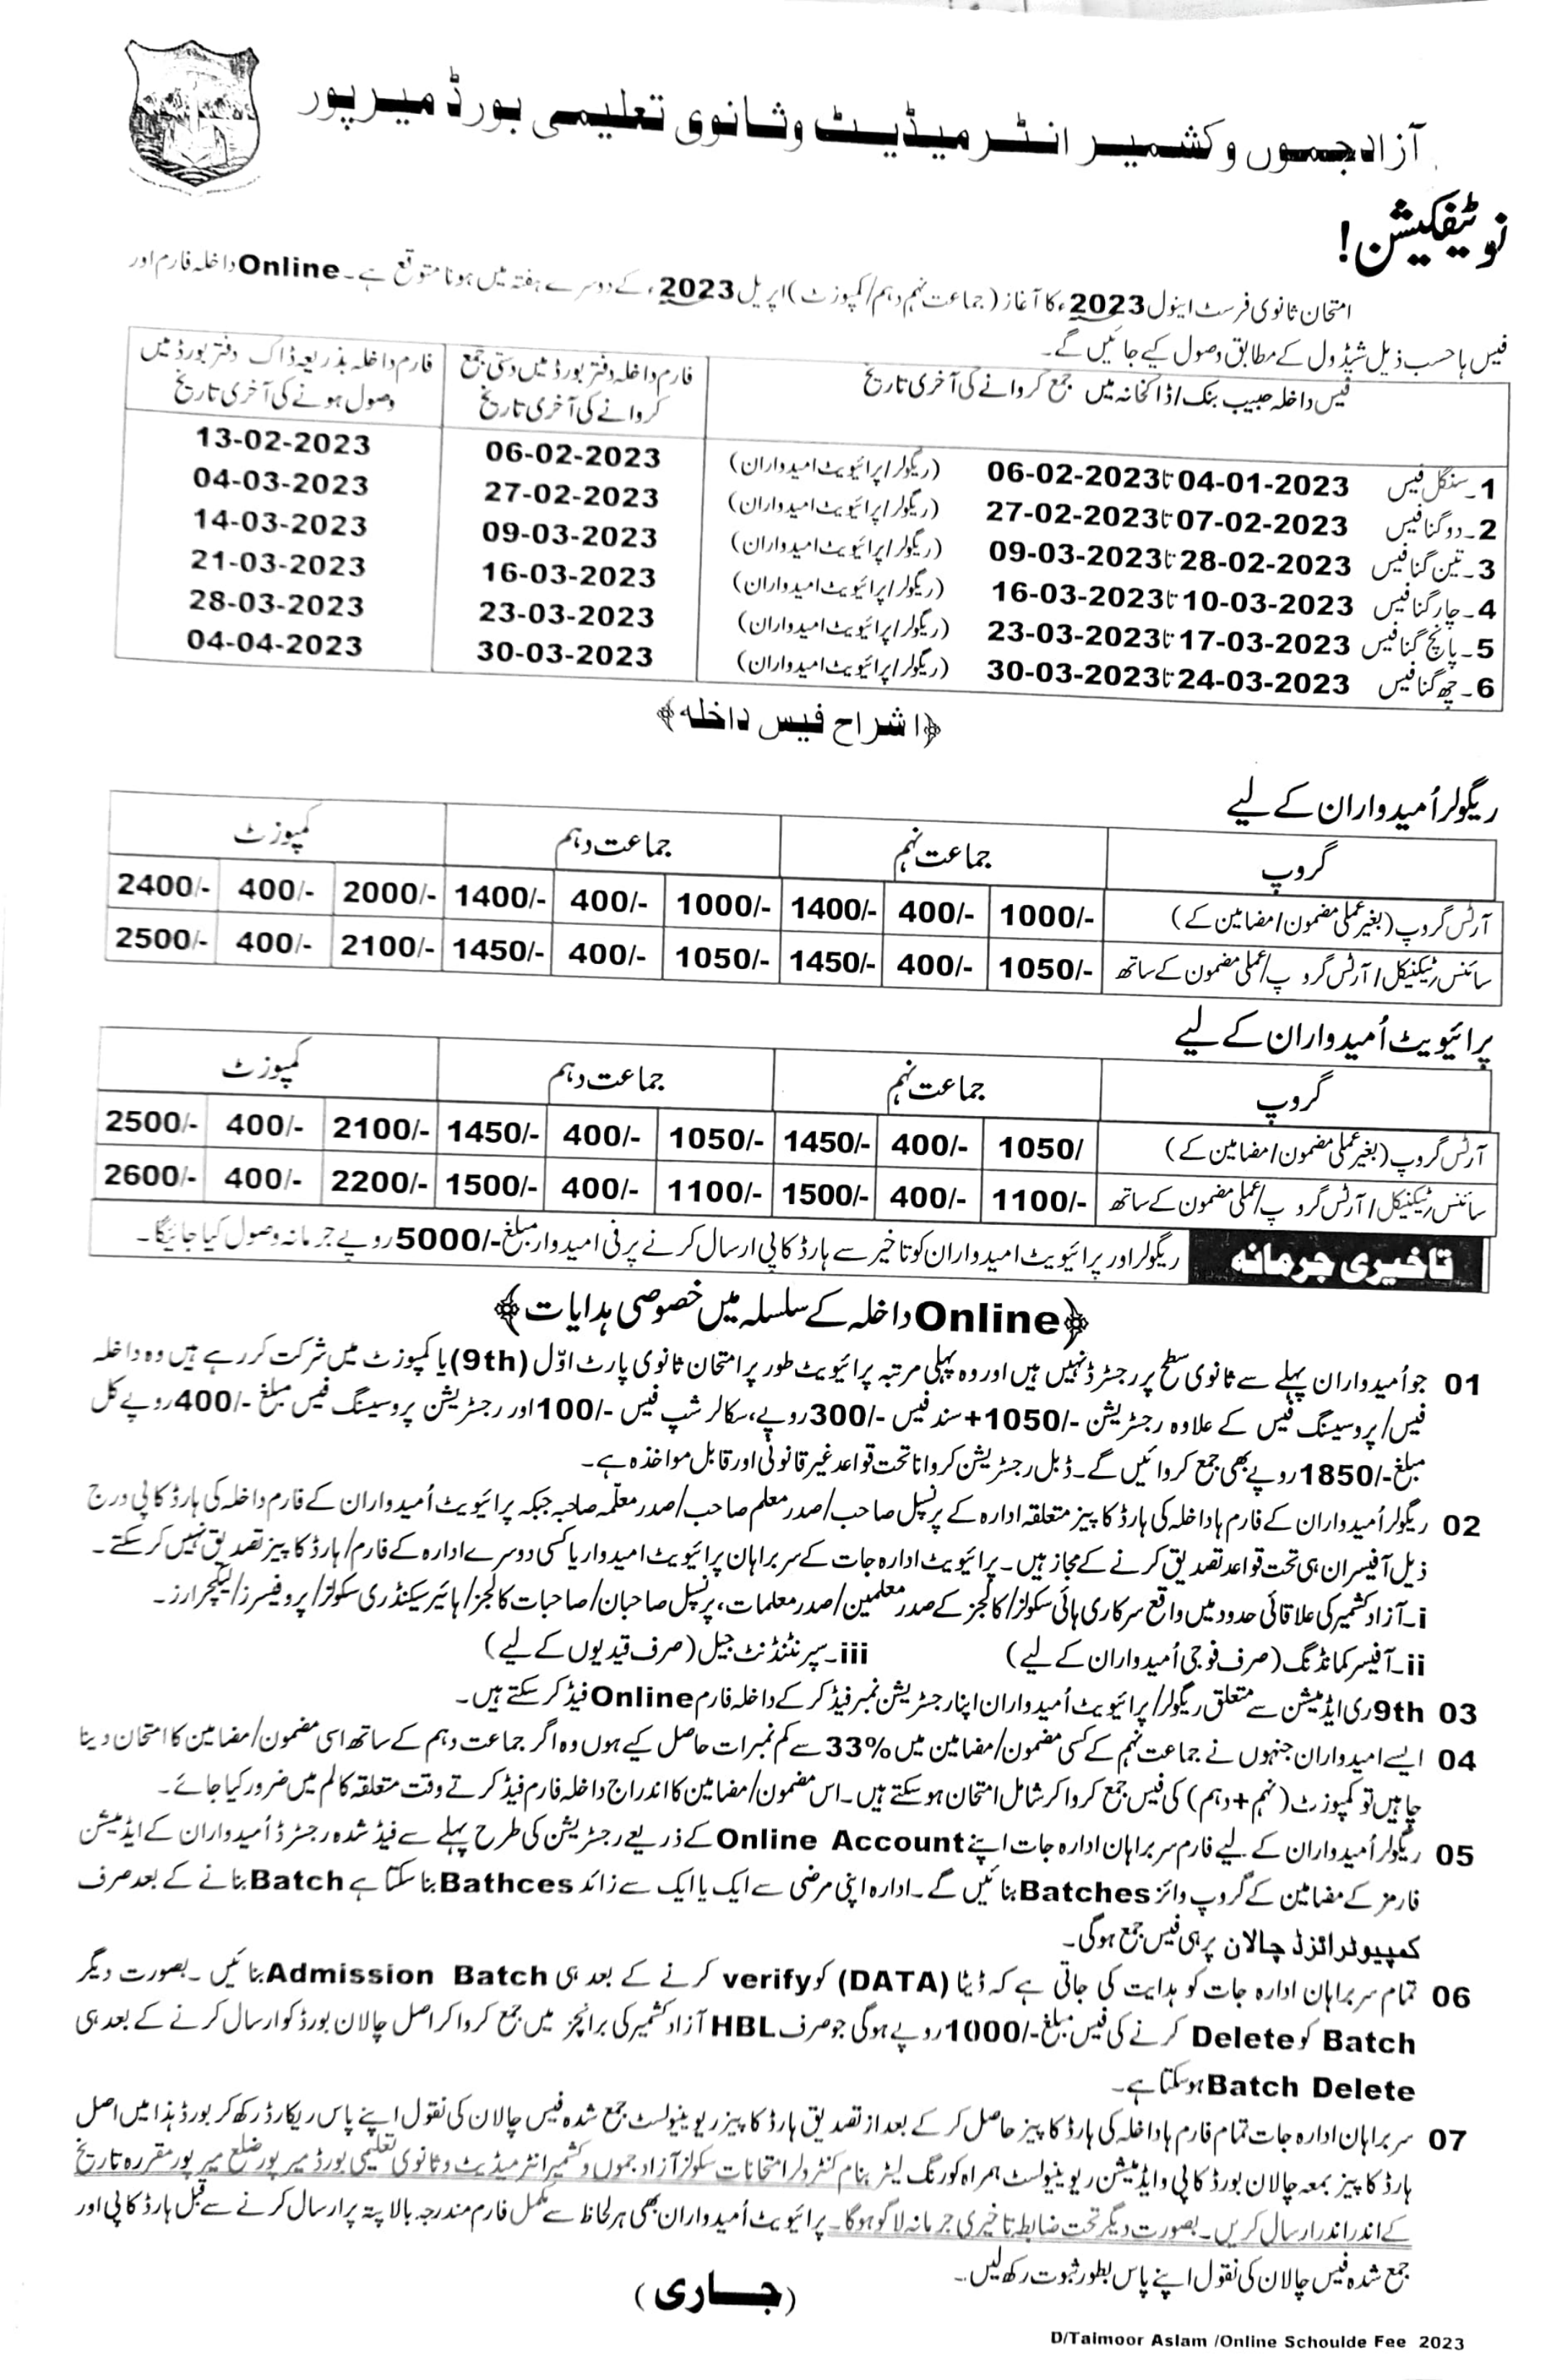 آزاد جموں و کشمیر انٹرمیڈیٹ و ثانوی تعلیمی بورڈ میرپور
نوٹیفکیشن!
امتحان ثانوی فرسٹ اینول 2023ء کا آغاز (جماعت نہم دہم/کمپوزٹ) اپریل 2023ء کے دوسرے ہفتہ میں ہونا متوقع ہے۔ Online داخلہ فارم اور
فیس ہا حسب ذیل شیڈول کے مطابق وصول کیے جائیں گے۔
فیس داخلہ حبیب بنک/ڈاکخانہ میں جمع کروانے کی آخری تاریخ | فارم داخلہ دفتر بورڈ میں دستی جمع کروانے کی آخری تاریخ | فارم داخلہ بذریعہ ڈاک دفتر بورڈ میں وصول ہونے کی آخری تاریخ
1۔ سنگل فیس 04-01-2023 تا 06-02-2023 (ریگولر/پرائیویٹ امیدواران) | 06-02-2023 | 13-02-2023
2۔ دوگنا فیس 07-02-2023 تا 27-02-2023 (ریگولر/پرائیویٹ امیدواران) | 27-02-2023 | 04-03-2023
3۔ تین گنا فیس 28-02-2023 تا 09-03-2023 (ریگولر/پرائیویٹ امیدواران) | 09-03-2023 | 14-03-2023
4۔ چار گنا فیس 10-03-2023 تا 16-03-2023 (ریگولر/پرائیویٹ امیدواران) | 16-03-2023 | 21-03-2023
5۔ پانچ گنا فیس 17-03-2023 تا 23-03-2023 (ریگولر/پرائیویٹ امیدواران) | 23-03-2023 | 28-03-2023
6۔ چھ گنا فیس 24-03-2023 تا 30-03-2023 (ریگولر/پرائیویٹ امیدواران) | 30-03-2023 | 04-04-2023
﴿اشراح فیس داخلہ﴾
ریگولر اُمیدواران کے لیے
گروپ | جماعت نہم | جماعت دہم | کمپوزٹ
آرٹس گروپ (بغیر عملی مضمون/مضامین کے) | 1000/- | 400/- | 1400/- | 1000/- | 400/- | 1400/- | 2000/- | 400/- | 2400/-
سائنس/ٹیکنیکل/آرٹس گروپ/عملی مضمون کے ساتھ | 1050/- | 400/- | 1450/- | 1050/- | 400/- | 1450/- | 2100/- | 400/- | 2500/-
پرائیویٹ اُمیدواران کے لیے
گروپ | جماعت نہم | جماعت دہم | کمپوزٹ
آرٹس گروپ (بغیر عملی مضمون/مضامین کے) | 1050/ | 400/- | 1450/- | 1050/- | 400/- | 1450/- | 2100/- | 400/- | 2500/-
سائنس/ٹیکنیکل/آرٹس گروپ/عملی مضمون کے ساتھ | 1100/- | 400/- | 1500/- | 1100/- | 400/- | 1500/- | 2200/- | 400/- | 2600/-
تاخیری جرمانہ | ریگولر اور پرائیویٹ امیدواران کو تاخیر سے ہارڈ کاپی ارسال کرنے پر فی امیدوار مبلغ -/5000 روپے جرمانہ وصول کیا جائیگا۔
﴿Online داخلہ کے سلسلہ میں خصوصی ہدایات﴾
01 جو اُمیدواران پہلے سے ثانوی سطح پر رجسٹرڈ نہیں ہیں اور وہ پہلی مرتبہ پرائیویٹ طور پر امتحان ثانوی پارٹ اوّل (9th) یا کمپوزٹ میں شرکت کر رہے ہیں وہ داخلہ
فیس/پروسیسنگ فیس کے علاوہ رجسٹریشن -/1050+ سند فیس -/300 روپے، سکالرشپ فیس -/100 اور رجسٹریشن پروسیسنگ فیس مبلغ -/400 روپے کل
مبلغ -/1850 روپے بھی جمع کروائیں گے۔ ڈبل رجسٹریشن کروانا تحت قواعد غیر قانونی اور قابل مواخذہ ہے۔
02 ریگولر اُمیدواران کے فارم ہا داخلہ کی ہارڈ کاپیز متعلقہ ادارہ کے پرنسپل صاحب/صدر معلم صاحب/صدر معلّمہ صاحبہ جبکہ پرائیویٹ اُمیدواران کے فارم داخلہ کی ہارڈ کاپی درج
ذیل آفیسران ہی تحت قواعد تصدیق کرنے کے مجاز ہیں۔ پرائیویٹ ادارہ جات کے سربراہان پرائیویٹ امیدوار یا کسی دوسرے ادارہ کے فارم/ہارڈ کاپیز تصدیق نہیں کر سکتے۔
i۔ آزاد کشمیر کی علاقائی حدود میں واقع سرکاری ہائی سکولز/کالجز کے صدر معلمین/صدر معلمات، پرنسپل صاحبان/صاحبات کالجز/ہائیر سیکنڈری سکولز/پروفیسرز/لیکچرارز۔
ii۔ آفیسر کمانڈنگ (صرف فوجی اُمیدواران کے لیے) iii۔ سپرنٹنڈنٹ جیل (صرف قیدیوں کے لیے)
03 9th ری ایڈمیشن سے متعلق ریگولر/پرائیویٹ اُمیدواران اپنا رجسٹریشن نمبر فیڈ کر کے داخلہ فارم Online فیڈ کر سکتے ہیں۔
04 ایسے امیدواران جنہوں نے جماعت نہم کے کسی مضمون/مضامین میں 33% سے کم نمبرات حاصل کیے ہوں وہ اگر جماعت دہم کے ساتھ اسی مضمون/مضامین کا امتحان دینا
چاہیں تو کمپوزٹ (نہم+دہم) کی فیس جمع کروا کر شامل امتحان ہو سکتے ہیں۔ اس مضمون/مضامین کا اندراج داخلہ فارم فیڈ کرتے وقت متعلقہ کالم میں ضرور کیا جائے۔
05 ریگولر اُمیدواران کے لیے فارم سربراہان ادارہ جات اپنے Online Account کے ذریعے رجسٹریشن کی طرح پہلے سے فیڈ شدہ رجسٹرڈ اُمیدواران کے ایڈمیشن
فارمز کے مضامین کے گروپ وائز Batches بنائیں گے۔ ادارہ اپنی مرضی سے ایک یا ایک سے زائد Bathces بنا سکتا ہے Batch بنانے کے بعد صرف
کمپیوٹرائزڈ چالان پر ہی فیس جمع ہوگی۔
06 تمام سربراہان ادارہ جات کو ہدایت کی جاتی ہے کہ ڈیٹا (DATA) کو verify کرنے کے بعد ہی Admission Batch بنائیں۔ بصورت دیگر
Batch کو Delete کرنے کی فیس مبلغ -/1000 روپے ہوگی جو صرف HBL آزاد کشمیر کی برانچز میں جمع کروا کر اصل چالان بورڈ کو ارسال کرنے کے بعد ہی
Batch Delete ہو سکتا ہے۔
07 سربراہان ادارہ جات تمام فارم ہا داخلہ کی ہارڈ کاپیز حاصل کر کے بعد از تصدیق ہارڈ کاپیز ریونیو لسٹ جمع شدہ فیس چالان کی نقول اپنے پاس ریکارڈ رکھ کر بورڈ ہذا میں اصل
ہارڈ کاپیز بمعہ چالان بورڈ کاپی و ایڈمیشن ریونیو لسٹ ہمراہ کورنگ لیٹر بنام کنٹرولر امتحانات سکولز آزاد جموں و کشمیر انٹرمیڈیٹ و ثانوی تعلیمی بورڈ میرپور ضلع میرپور مقررہ تاریخ
کے اندر اندر ارسال کریں۔ بصورت دیگر تحت ضابطہ تاخیری جرمانہ لاگو ہوگا۔ پرائیویٹ اُمیدواران بھی ہر لحاظ سے مکمل فارم مندرجہ بالا پتہ پر ارسال کرنے سے قبل ہارڈ کاپی اور
جمع شدہ فیس چالان کی نقول اپنے پاس بطور ثبوت رکھ لیں۔
(جاری)
D/Taimoor Aslam /Online Schoulde Fee 2023